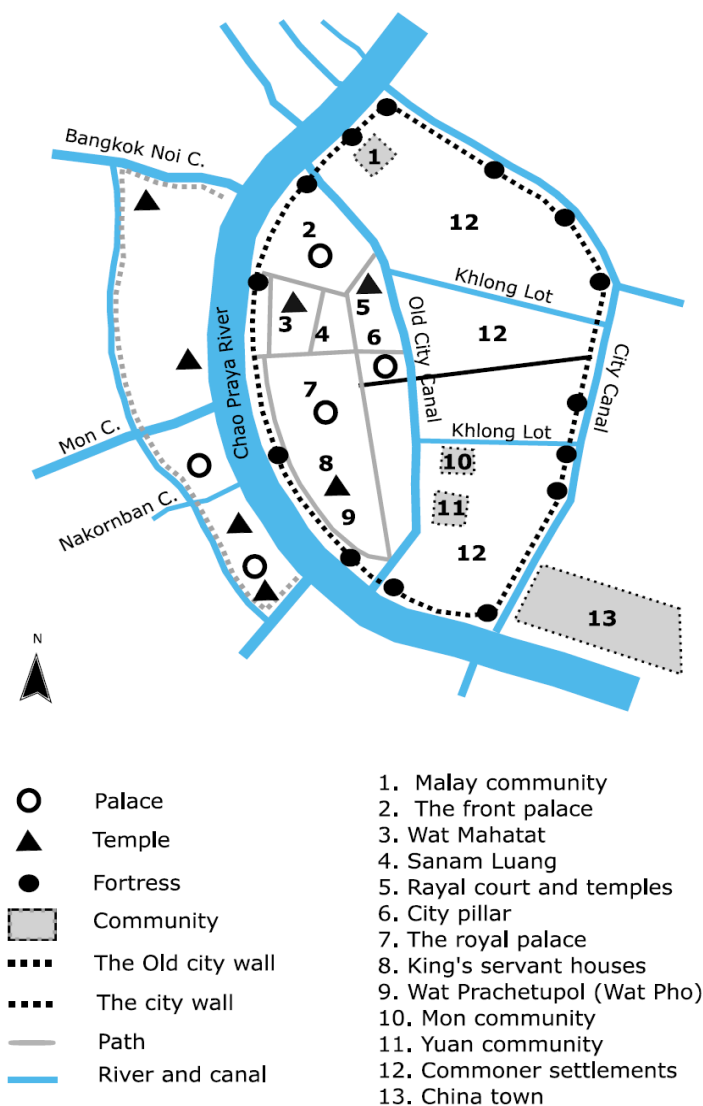 Bangkok Noi C.
1
12
2
Khlong Lot
3
4
5
6
Old City Canal
12
City Canal
Chao Praya River
7
Mon C.
Khlong Lot
8
10
Nakornban C.
9
11
12
13
N
Palace
Temple
Fortress
Community
The Old city wall
The city wall
Path
River and canal
1. Malay community
2. The front palace
3. Wat Mahatat
4. Sanam Luang
5. Rayal court and temples
6. City pillar
7. The royal palace
8. King's servant houses
9. Wat Prachetupol (Wat Pho)
10. Mon community
11. Yuan community
12. Commoner settlements
13. China town